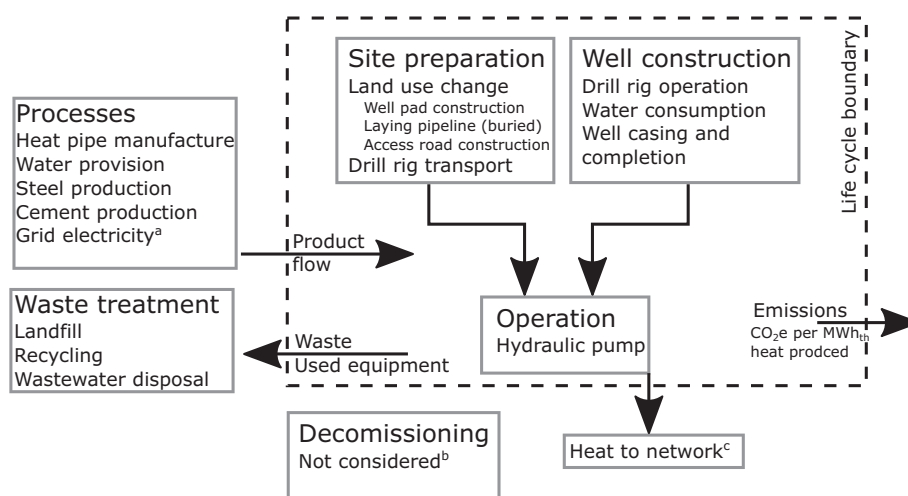 Processes
Heat pipe manufacture
Water provision
Steel production
Cement production
Grid electricityᵃ
Waste treatment
Landfill
Recycling
Wastewater disposal
Site preparation
Land use change
Well pad construction
Laying pipeline (buried)
Access road construction
Drill rig transport
Well construction
Drill rig operation
Water consumption
Well casing and
completion
Life cycle boundary
Product
flow
Waste
Used equipment
Operation
Hydraulic pump
Emissions
CO₂e per MWhₜₕ
heat prodced
Decomissioning
Not consideredᵇ
Heat to networkᶜ